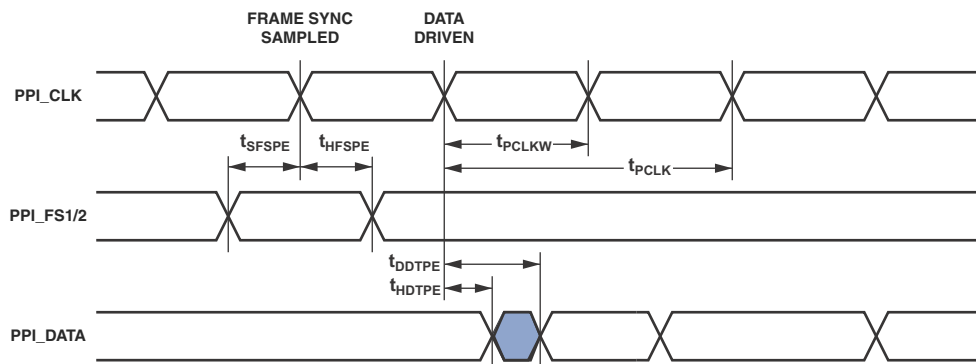 FRAME SYNC
SAMPLED
DATA
DRIVEN
PPI_CLK
tSFSPE
tHFSPE
tPCLKW
tPCLK
PPI_FS1/2
tDDTPE
tHDTPE
PPI_DATA